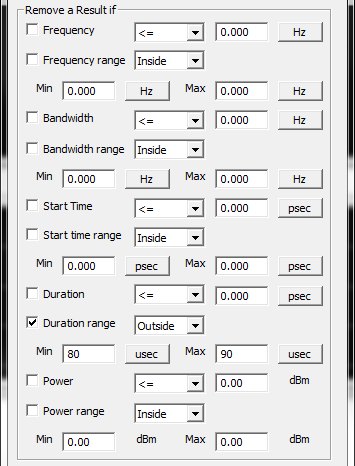 Remove a Result if
Frequency <= 0.000 Hz
Frequency range Inside
Min 0.000 Hz Max 0.000 Hz
Bandwidth <= 0.000 Hz
Bandwidth range Inside
Min 0.000 Hz Max 0.000 Hz
Start Time <= 0.000 psec
Start time range Inside
Min 0.000 psec Max 0.000 psec
Duration <= 0.000 psec
Duration range Outside
Min 80 usec Max 90 usec
Power <= 0.00 dBm
Power range Inside
Min 0.00 dBm Max 0.00 dBm